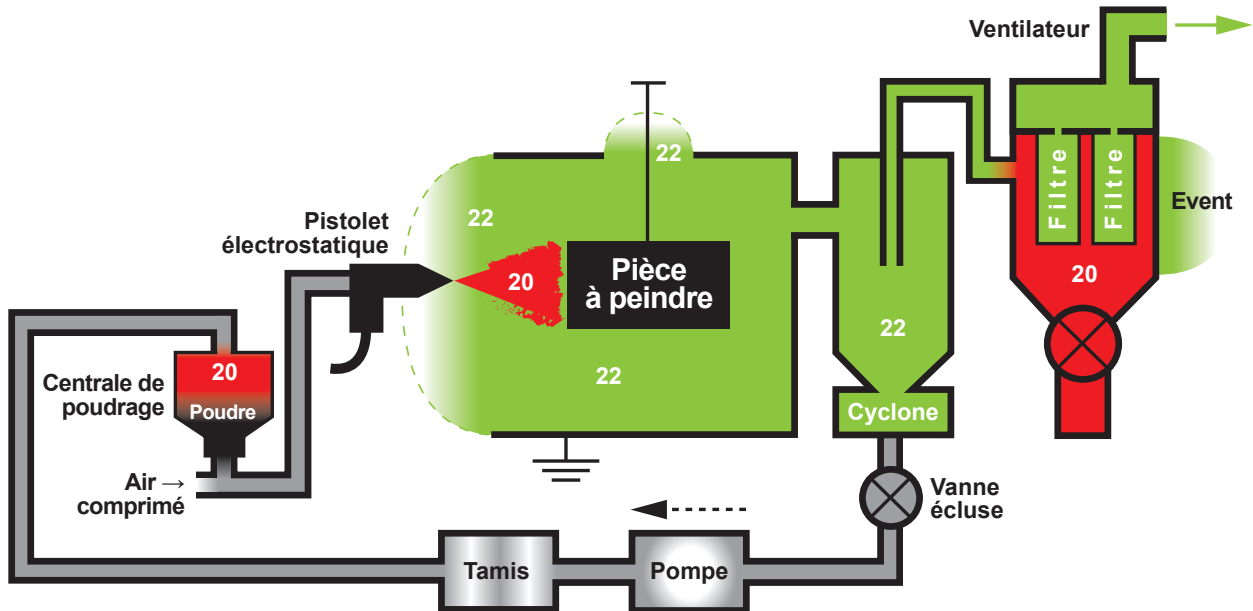 Ventilateur
22
Filtre
Filtre
Event
22
Pistolet
électrostatique
20
Pièce
à peindre
20
22
20
Centrale de
poudrage
Poudre
22
Cyclone
Air →
comprimé
Vanne
écluse
Tamis
Pompe